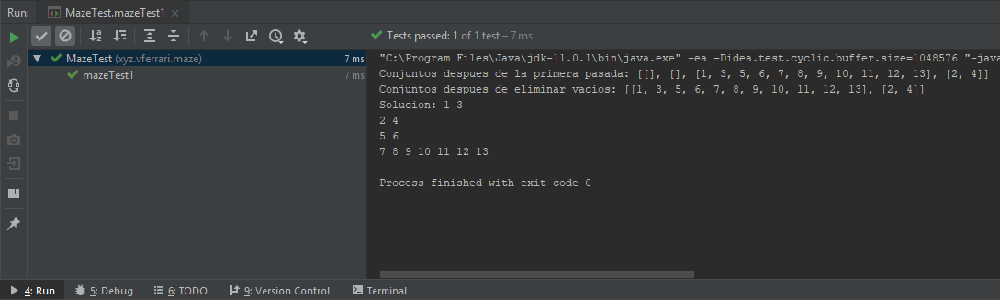 Run: MazeTest.mazeTest1 ×
Tests passed: 1 of 1 test – 7 ms
MazeTest (xyz.vferrari.maze) 7 ms
mazeTest1 7 ms
"C:\Program Files\Java\jdk-11.0.1\bin\java.exe" -ea -Didea.test.cyclic.buffer.size=1048576 "-java
Conjuntos despues de la primera pasada: [[], [], [1, 3, 5, 6, 7, 8, 9, 10, 11, 12, 13], [2, 4]]
Conjuntos despues de eliminar vacios: [[1, 3, 5, 6, 7, 8, 9, 10, 11, 12, 13], [2, 4]]
Solucion: 1 3
2 4
5 6
7 8 9 10 11 12 13
Process finished with exit code 0
4: Run 5: Debug 6: TODO 9: Version Control Terminal